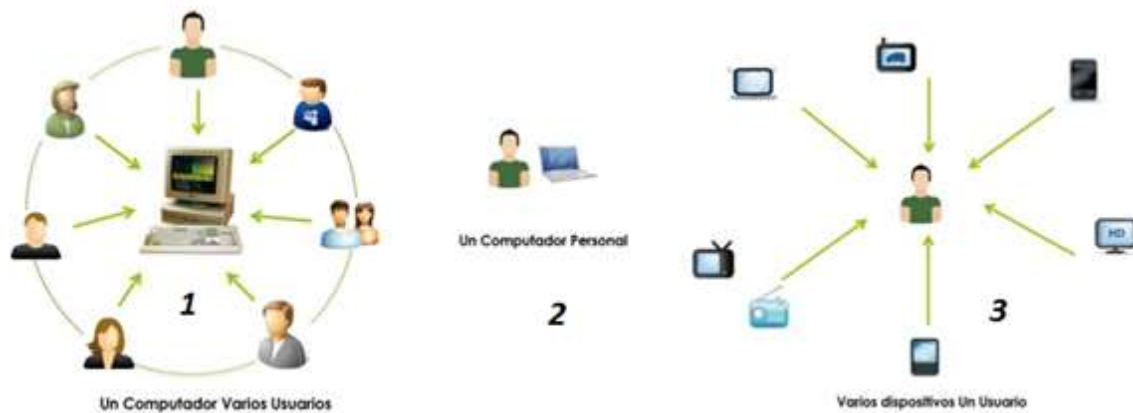 1
Un Computador Varios Usuarios
Un Computador Personal
2
HD
3
Varios dispositivos Un Usuario